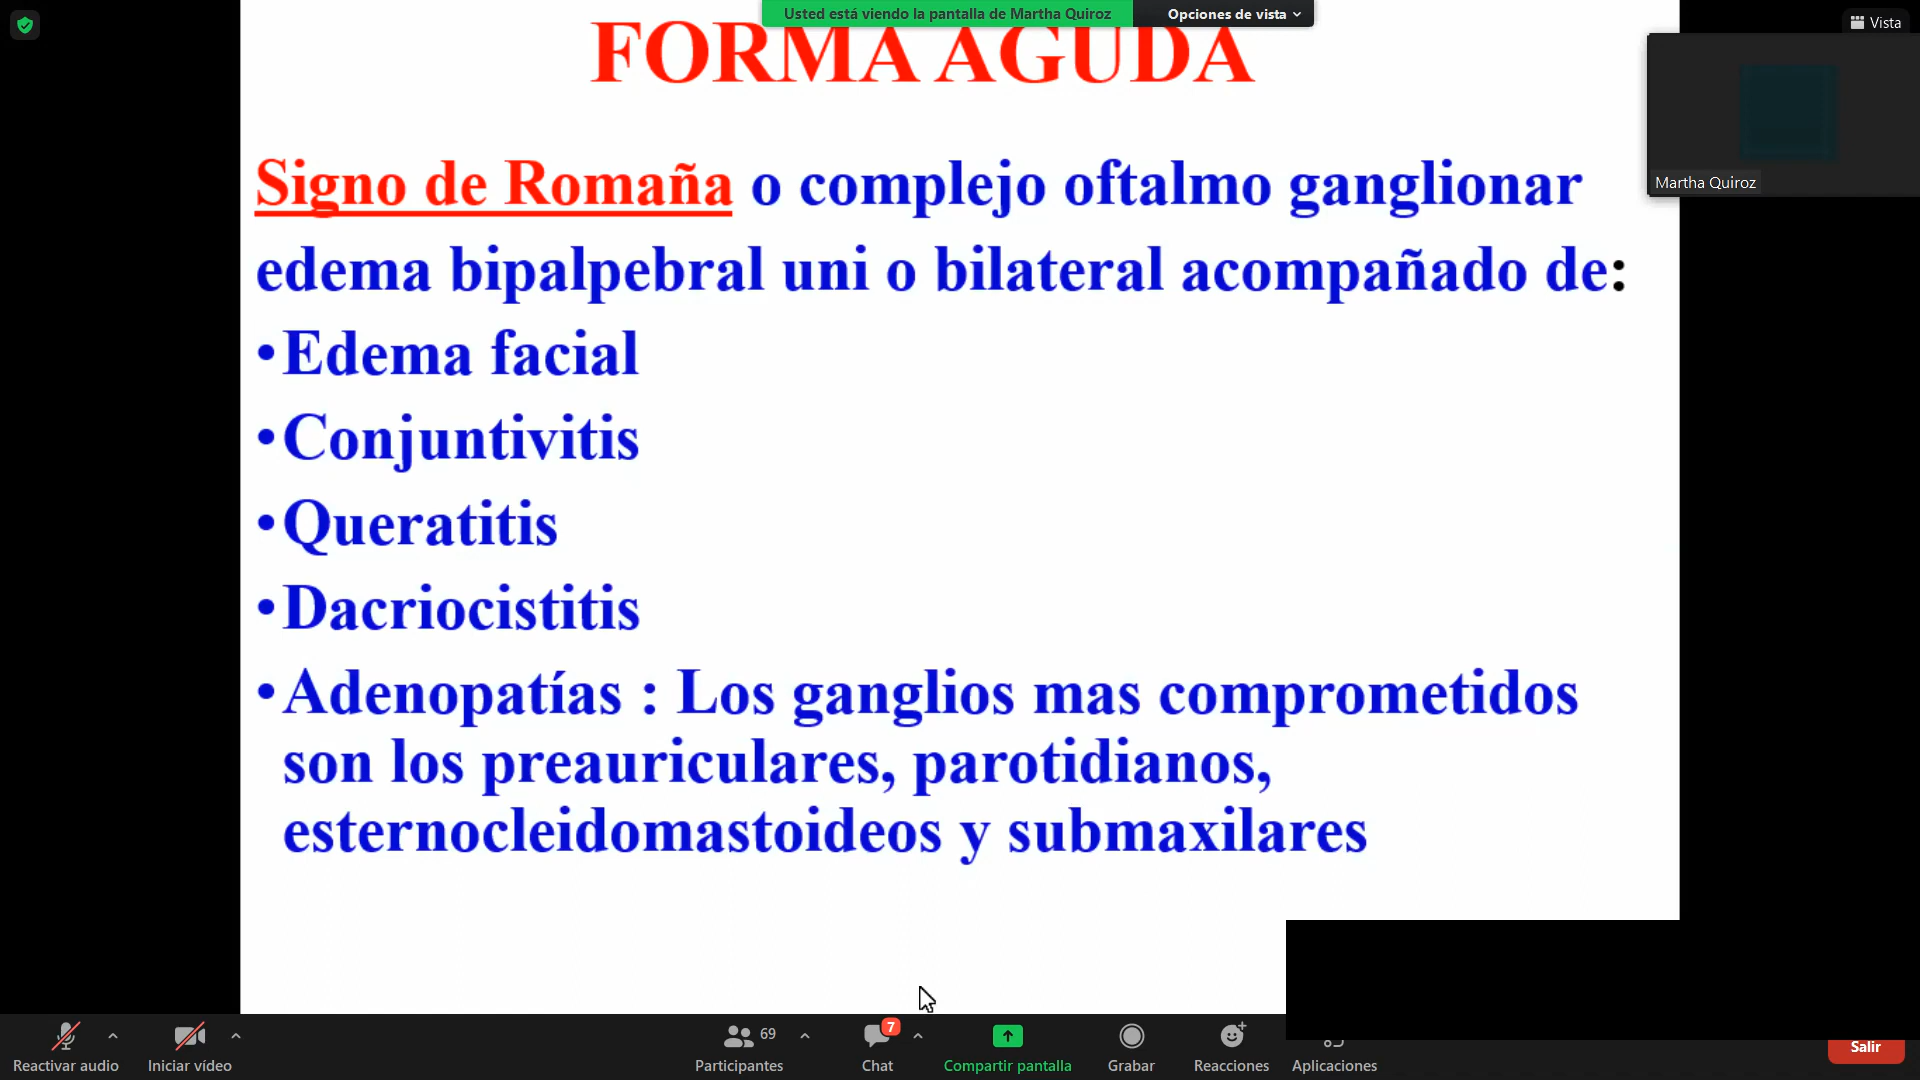 Usted está viendo la pantalla de Martha Quiroz
Opciones de vista
Vista
FORMA AGUDA
Martha Quiroz
Signo de Romaña o complejo oftalmo ganglionar
edema bipalpebral uni o bilateral acompañado de:
•Edema facial
•Conjuntivitis
•Queratitis
•Dacriocistitis
•Adenopatías : Los ganglios mas comprometidos
son los preauriculares, parotidianos,
esternocleidomastoideos y submaxilares
69
7
Reactivar audio
Iniciar vídeo
Participantes
Chat
Compartir pantalla
Grabar
Reacciones
Aplicaciones
Salir